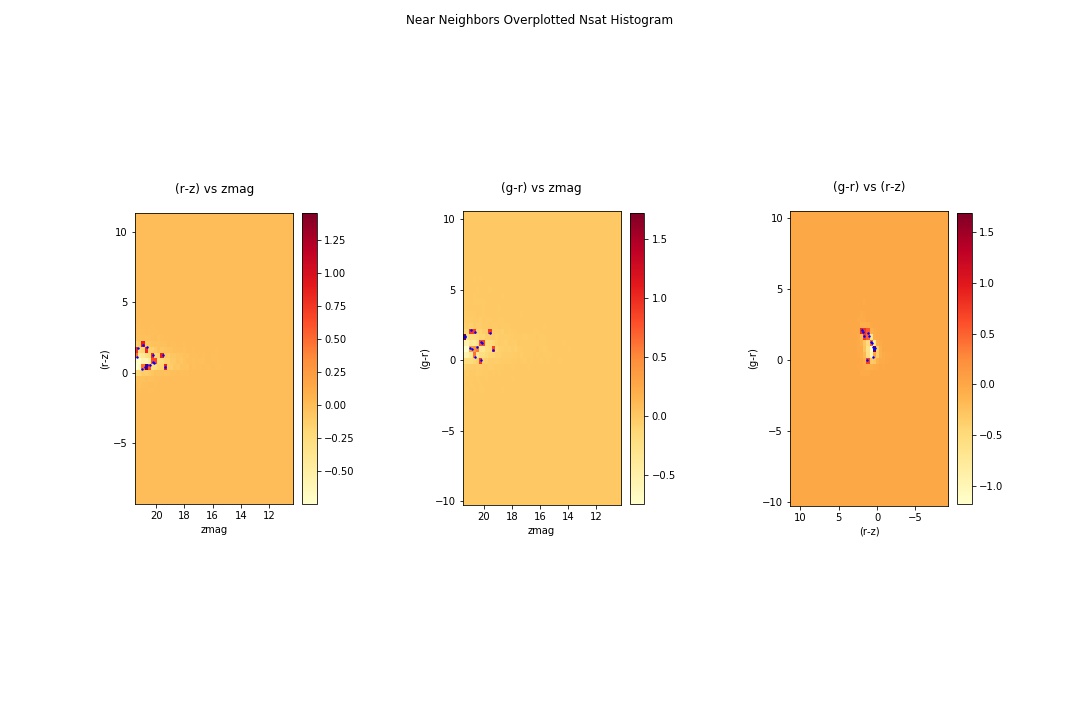 Near Neighbors Overplotted Nsat Histogram
(r-z) vs zmag
10
5
0
−5
(r-z)
20 18 16 14 12
zmag
1.25
1.00
0.75
0.50
0.25
0.00
−0.25
−0.50
(g-r) vs zmag
10
5
0
−5
−10
(g-r)
20 18 16 14 12
zmag
1.5
1.0
0.5
0.0
−0.5
(g-r) vs (r-z)
10
5
0
−5
−10
(g-r)
10 5 0 −5
(r-z)
1.5
1.0
0.5
0.0
−0.5
−1.0